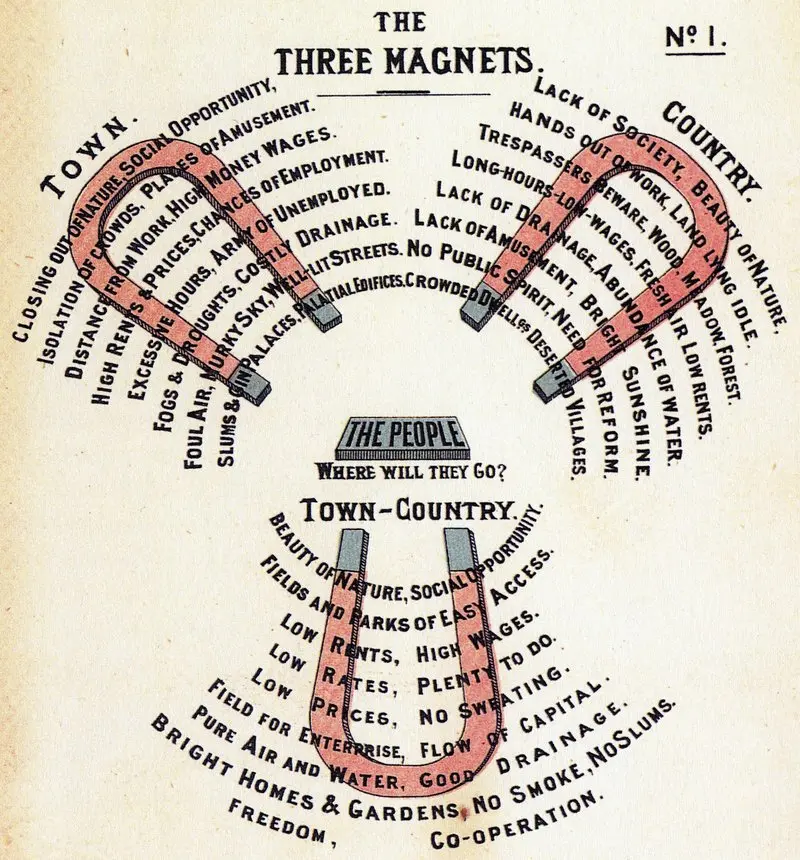 THE
THREE MAGNETS.
Nº 1.
TOWN.
CLOSING OUT OF NATURE. SOCIAL OPPORTUNITY,
ISOLATION OF CROWDS. PLACES OF AMUSEMENT.
DISTANCE FROM WORK. HIGH MONEY WAGES.
HIGH RENTS & PRICES. CHANCES OF EMPLOYMENT.
EXCESSIVE HOURS, ARMY OF UNEMPLOYED.
FOGS & DROUGHTS. COSTLY DRAINAGE.
FOUL AIR, MURKY SKY, WELL-LIT STREETS.
SLUMS & GIN PALACES. PALATIAL EDIFICES.
COUNTRY.
LACK OF SOCIETY, BEAUTY OF NATURE,
HANDS OUT OF WORK, LAND LYING IDLE.
TRESPASSERS BEWARE, WOOD, MEADOW, FOREST.
LONG-HOURS-LOW-WAGES, FRESH AIR LOW RENTS.
LACK OF DRAINAGE, ABUNDANCE OF WATER.
LACK OF AMUSEMENT, BRIGHT SUNSHINE.
NO PUBLIC SPIRIT, NEED FOR REFORM.
CROWDED DWELLGS DESERTED VILLAGES.
THE PEOPLE
WHERE WILL THEY GO?
TOWN-COUNTRY.
BEAUTY OF NATURE, SOCIAL OPPORTUNITY.
FIELDS AND PARKS OF EASY ACCESS.
LOW RENTS, HIGH WAGES.
LOW RATES, PLENTY TO DO.
LOW PRICES, NO SWEATING.
FIELD FOR ENTERPRISE, FLOW OF CAPITAL.
PURE AIR AND WATER, GOOD DRAINAGE.
BRIGHT HOMES & GARDENS, NO SMOKE, NO SLUMS.
FREEDOM, CO-OPERATION.